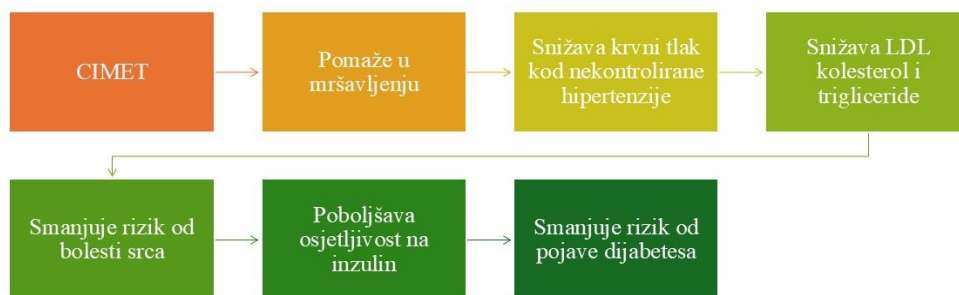 CIMET
Pomaže u
mršavljenju
Snižava krvni tlak
kod nekontrolirane
hipertenzije
Snižava LDL
kolesterol i
trigliceride
Smanjuje rizik od
bolesti srca
Poboljšava
osjetljivost na
inzulin
Smanjuje rizik od
pojave dijabetesa